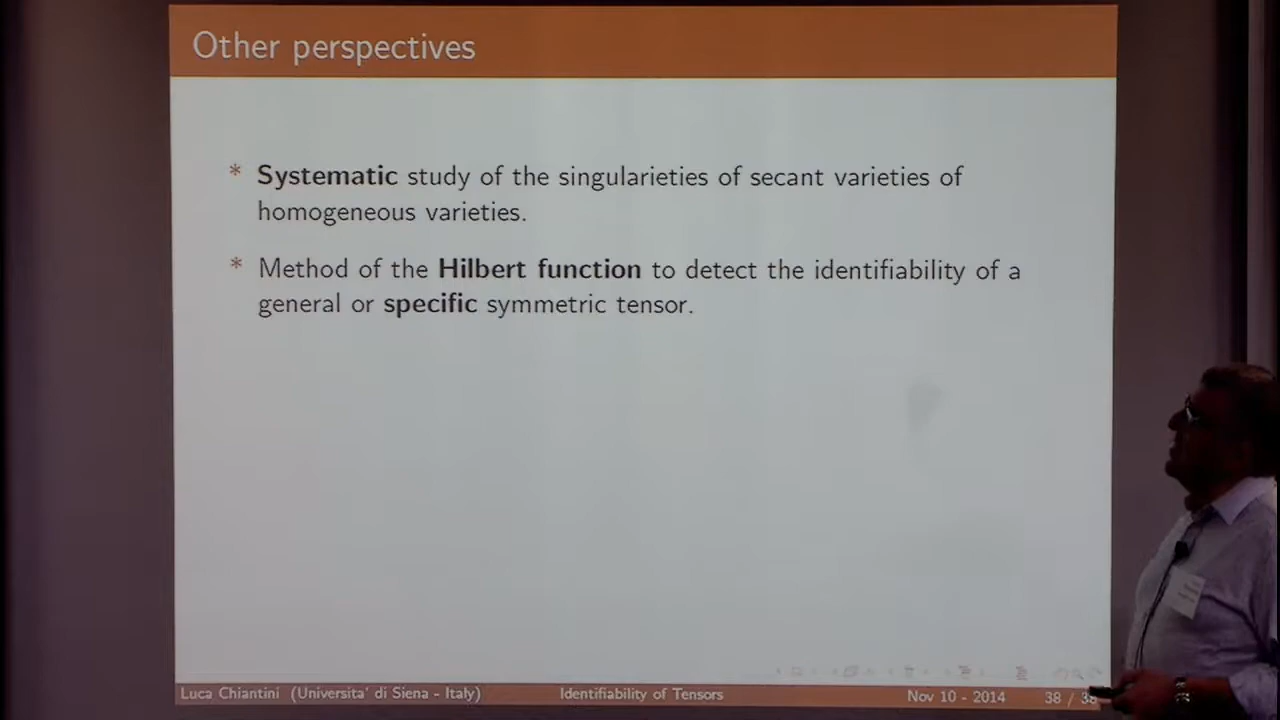 Other perspectives
* Systematic study of the singularieties of secant varieties of
homogeneous varieties.
* Method of the Hilbert function to detect the identifiability of a
general or specific symmetric tensor.
Luca Chiantini (Universita' di Siena - Italy) Identifiability of Tensors Nov 10 - 2014 38 / 38